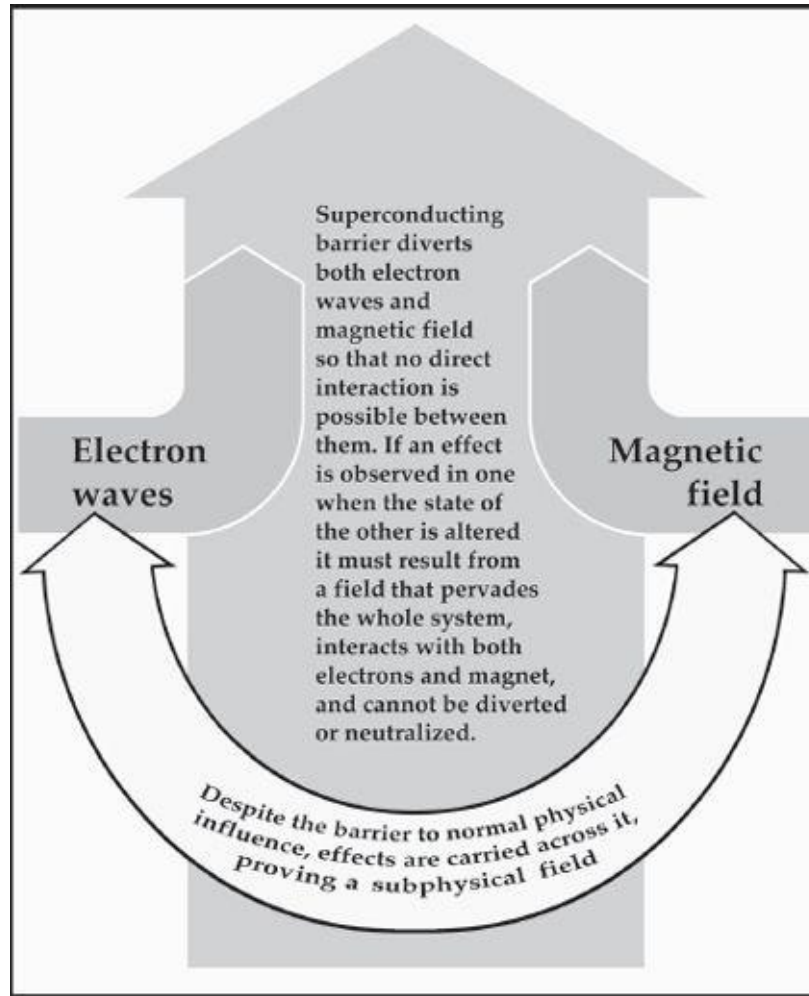 Superconducting
barrier diverts
both electron
waves and
magnetic field
so that no direct
interaction is
possible between
them. If an effect
is observed in one
when the state of
the other is altered
it must result from
a field that pervades
the whole system,
interacts with both
electrons and magnet,
and cannot be diverted
or neutralized.
Electron
waves
Magnetic
field
Despite the barrier to normal physical
influence, effects are carried across it,
proving a subphysical field